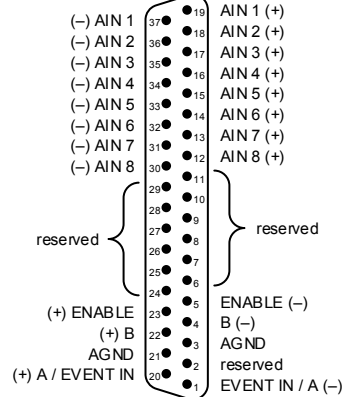 (–) AIN 1 37 19 AIN 1 (+)
(–) AIN 2 36 18 AIN 2 (+)
(–) AIN 3 35 17 AIN 3 (+)
(–) AIN 4 34 16 AIN 4 (+)
(–) AIN 5 33 15 AIN 5 (+)
(–) AIN 6 32 14 AIN 6 (+)
(–) AIN 7 31 13 AIN 7 (+)
(–) AIN 8 30 12 AIN 8 (+)
29 11
28 10
27 9
reserved 26 8 reserved
25 7
24 6
(+) ENABLE 23 5 ENABLE (–)
(+) B 22 4 B (–)
AGND 21 3 AGND
(+) A / EVENT IN 20 2 reserved
1 EVENT IN / A (–)